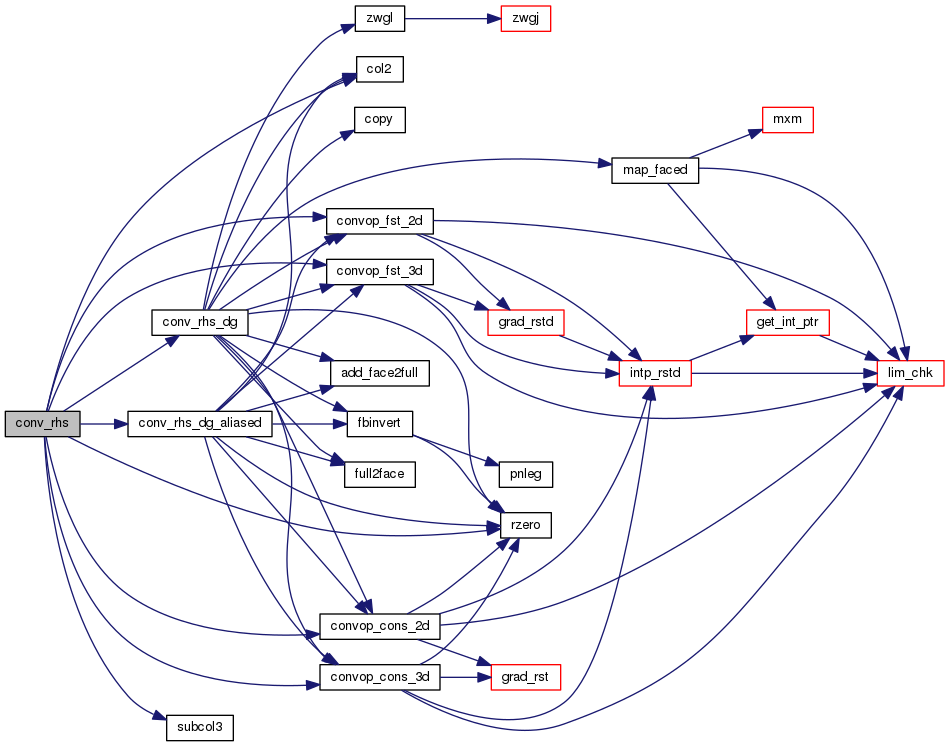 zwgl
zwgj
col2
copy
mxm
map_faced
convop_fst_2d
convop_fst_3d
conv_rhs_dg
grad_rstd
get_int_ptr
add_face2full
intp_rstd
lim_chk
conv_rhs
conv_rhs_dg_aliased
fbinvert
full2face
pnleg
rzero
convop_cons_2d
convop_cons_3d
grad_rst
subcol3